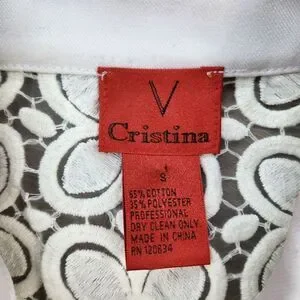 V
Cristina
S
65% COTTON
35% POLYESTER
PROFESSIONAL
DRY CLEAN ONLY
MADE IN CHINA
RN 120834